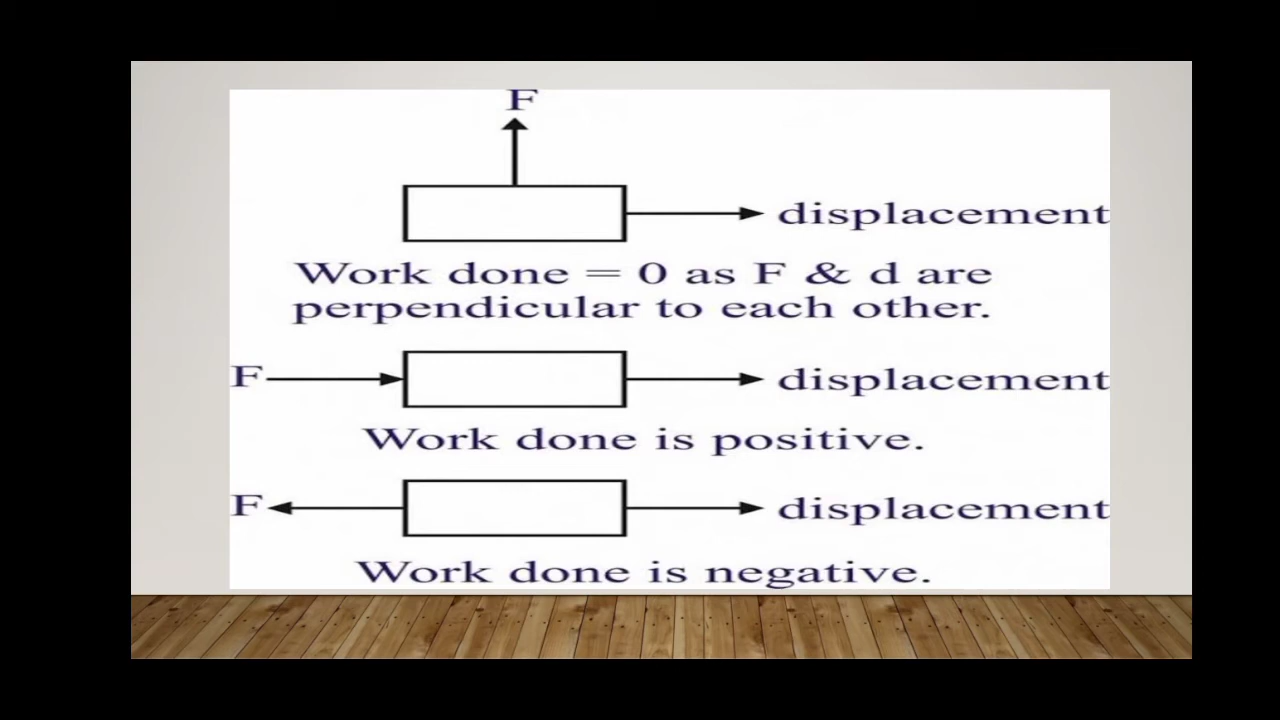 F
displacement
Work done = 0 as F & d are
perpendicular to each other.
F displacement
Work done is positive.
F displacement
Work done is negative.